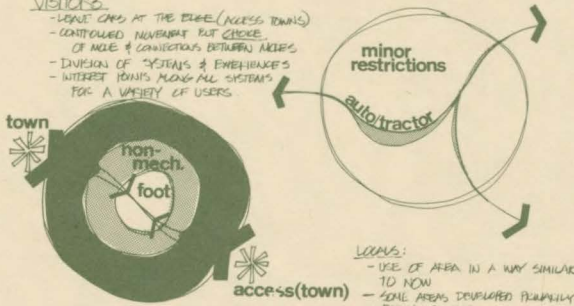 VISITORS
- LEAVE CARS AT THE EDGE (ACCESS TOWNS)
- CONTROLLED MOVEMENT BUT CHOICE
OF MODE & CONNECTIONS BETWEEN MODES
- DIVISION OF SYSTEMS & EXPERIENCES
- INTEREST POINTS ALONG ALL SYSTEMS
FOR A VARIETY OF USERS
town
non-
mech.
foot
access(town)
minor
restrictions
auto/tractor
LOCALS:
- USE OF AREA IN A WAY SIMILAR
TO NOW
- SOME AREAS DEVELOPED PRIMARILY